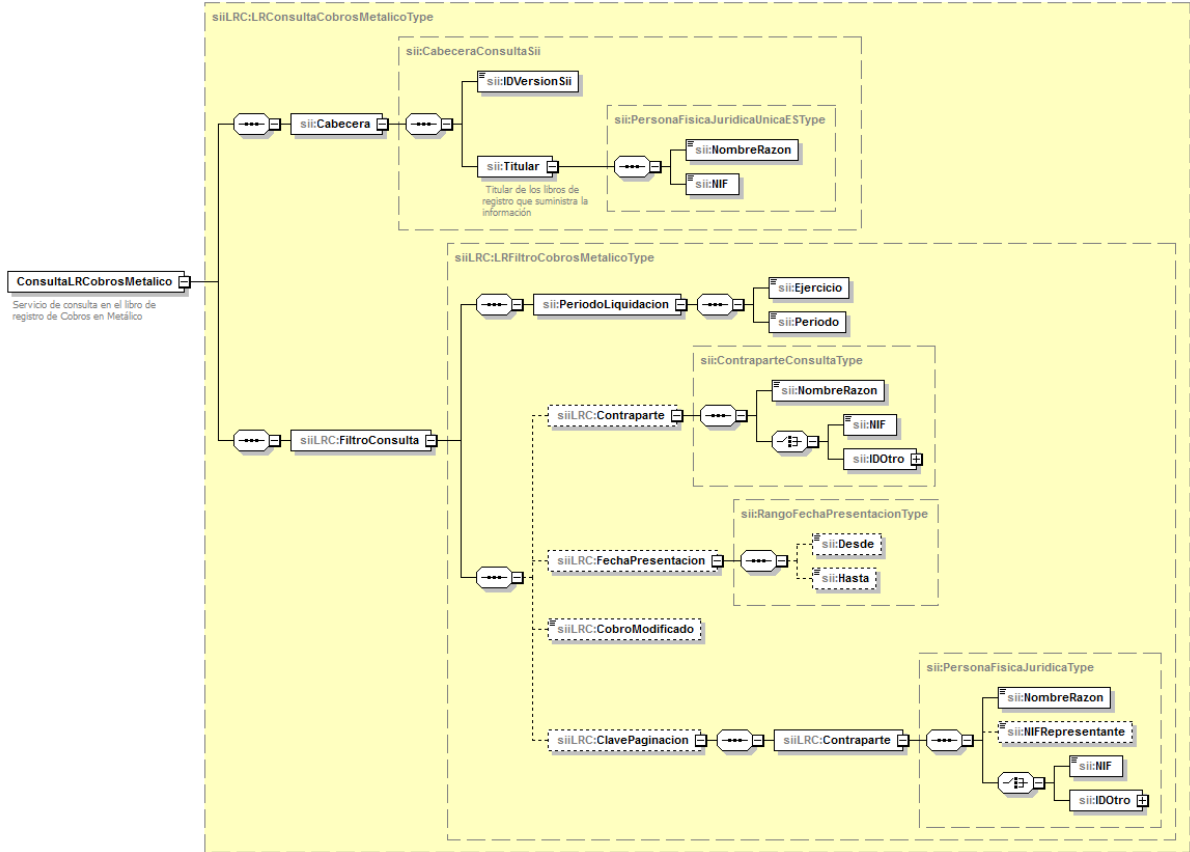 siiLRC:LRConsultaCobrosMetalicoType
sii:CabeceraConsultaSii
sii:IDVersionSii
sii:PersonaFisicaJuridicaUnicaESType
sii:Cabecera
sii:NombreRazon
sii:Titular
sii:NIF
Titular de los libros de
registro que suministra la
información
siiLRC:LRFiltroCobrosMetalicoType
ConsultaLRCobrosMetalico
Servicio de consulta en el libro de
registro de Cobros en Metálico
sii:Ejercicio
sii:PeriodoLiquidacion
sii:Periodo
sii:ContraparteConsultaType
sii:NombreRazon
siiLRC:Contraparte
sii:NIF
siiLRC:FiltroConsulta
sii:IDOtro
sii:RangoFechaPresentacionType
sii:Desde
siiLRC:FechaPresentacion
sii:Hasta
siiLRC:CobroModificado
sii:PersonaFisicaJuridicaType
sii:NombreRazon
sii:NIFRepresentante
siiLRC:ClavePaginacion
siiLRC:Contraparte
sii:NIF
sii:IDOtro